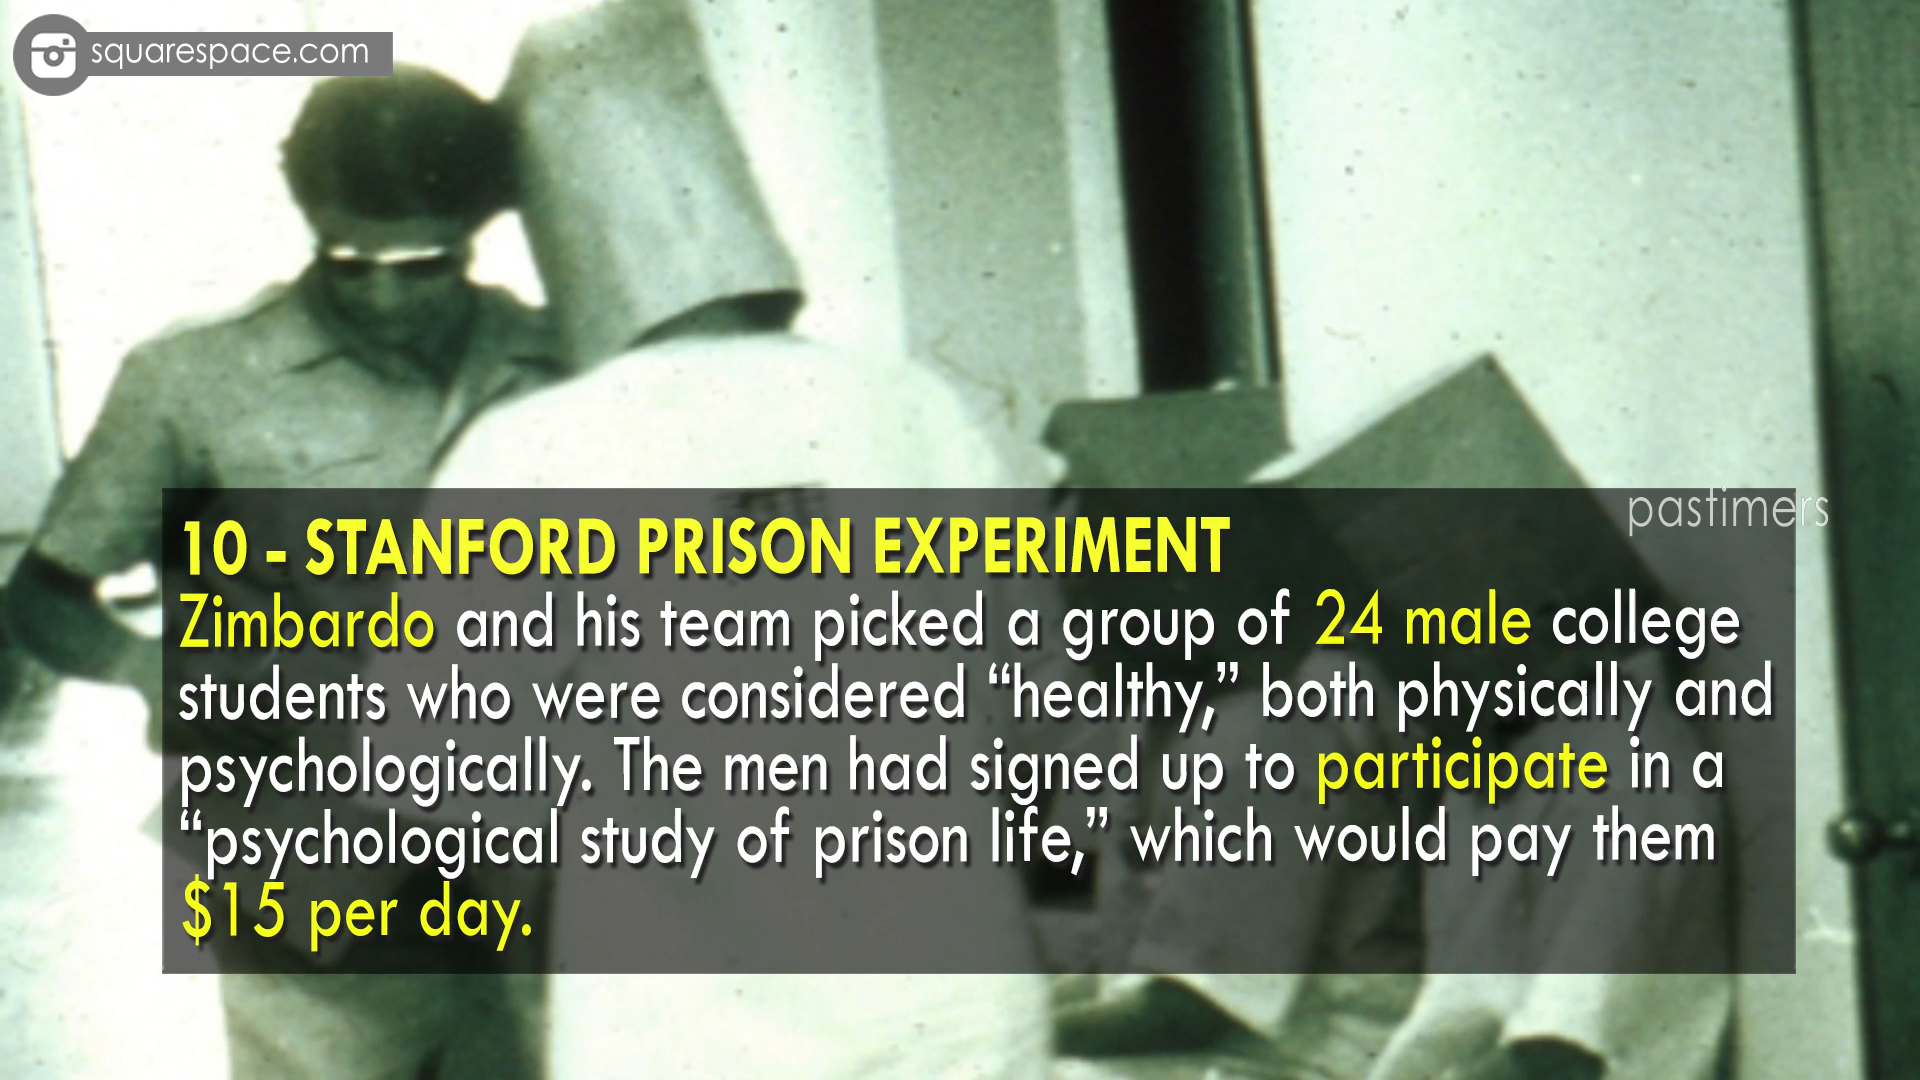 squarespace.com
pastimers
10 - STANFORD PRISON EXPERIMENT
Zimbardo and his team picked a group of 24 male college
students who were considered “healthy,” both physically and
psychologically. The men had signed up to participate in a
“psychological study of prison life,” which would pay them
$15 per day.